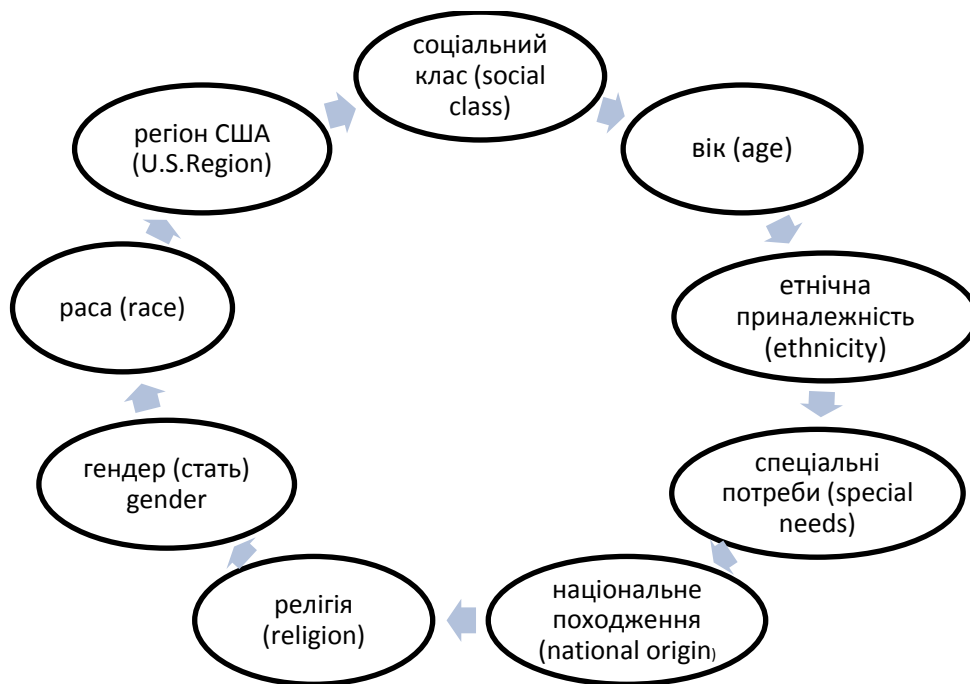 соціальний
клас (social
class)
вік (age)
етнічна
приналежність
(ethnicity)
спеціальні
потреби (special
needs)
національне
походження
(national origin)
релігія
(religion)
гендер (стать)
gender
раса (race)
регіон США
(U.S.Region)